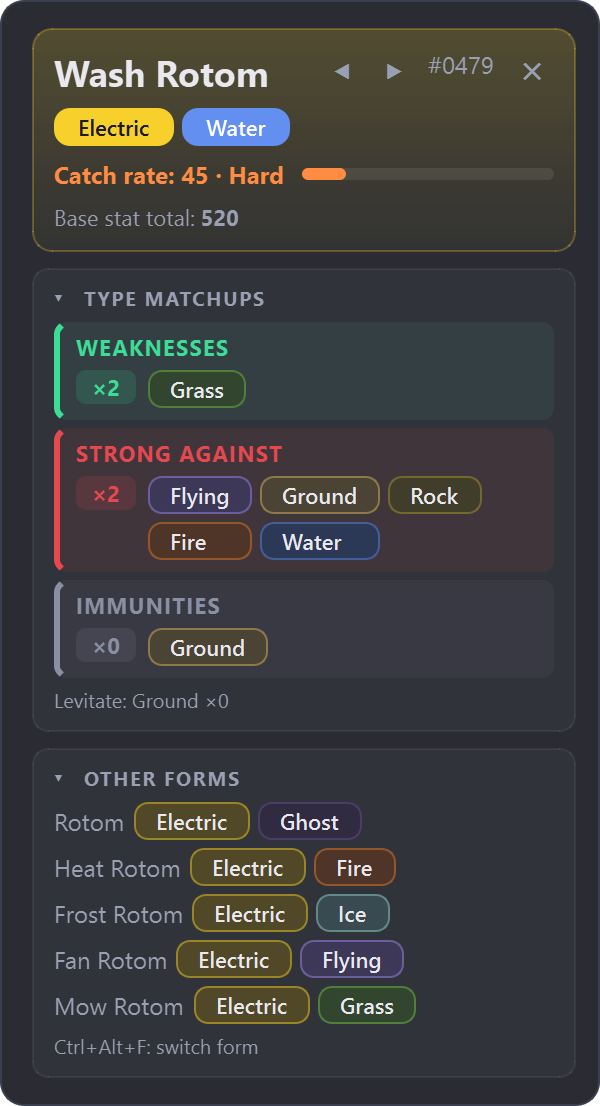 Wash Rotom ◀ ▶ #0479 ✕
Electric Water
Catch rate: 45 · Hard
Base stat total: 520
▼ TYPE MATCHUPS
WEAKNESSES
×2 Grass
STRONG AGAINST
×2 Flying Ground Rock
Fire Water
IMMUNITIES
×0 Ground
Levitate: Ground ×0
▼ OTHER FORMS
Rotom Electric Ghost
Heat Rotom Electric Fire
Frost Rotom Electric Ice
Fan Rotom Electric Flying
Mow Rotom Electric Grass
Ctrl+Alt+F: switch form